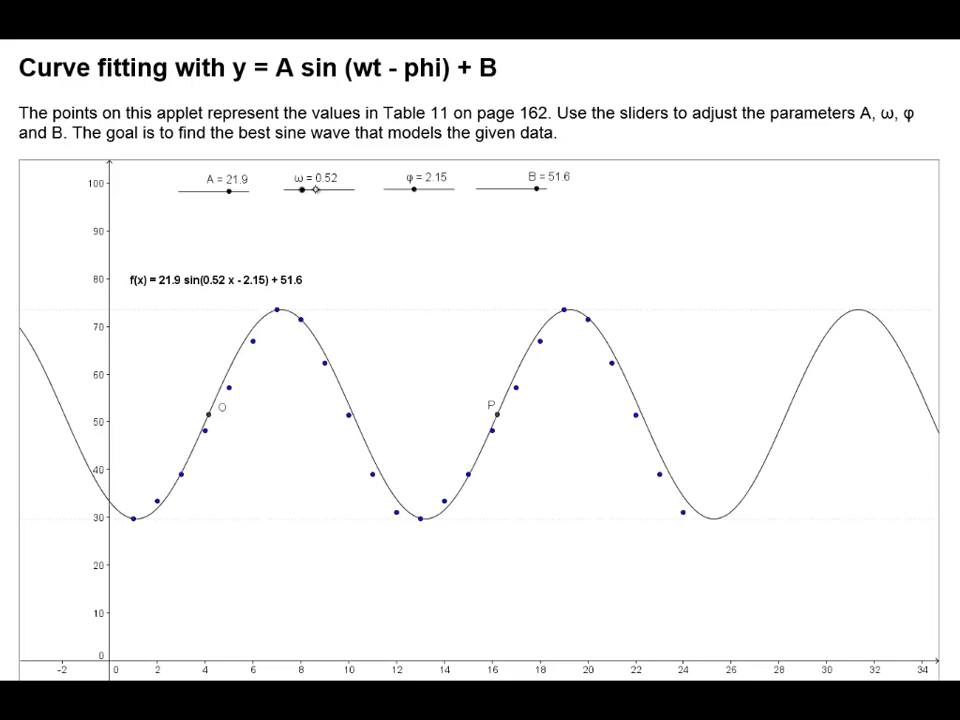 Curve fitting with y = A sin (wt - phi) + B
The points on this applet represent the values in Table 11 on page 162. Use the sliders to adjust the parameters A, ω, φ
and B. The goal is to find the best sine wave that models the given data.
A = 21.9 ω = 0.52 φ = 2.15 B = 51.6
100
90
f(x) = 21.9 sin(0.52 x - 2.15) + 51.6
80
70
60
O P
50
40
30
20
10
0
-2 0 2 4 6 8 10 12 14 16 18 20 22 24 26 28 30 32 34